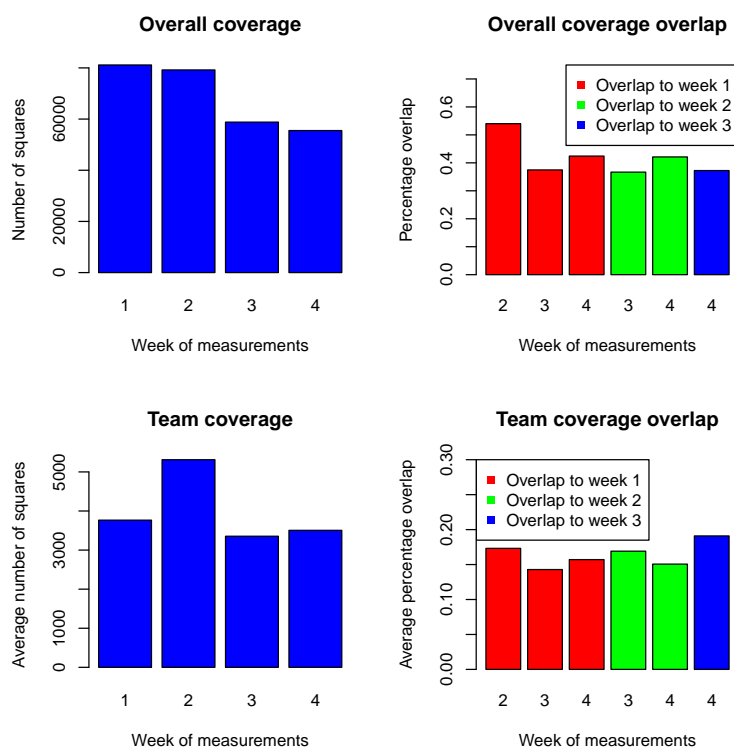 Overall coverage
Number of squares
0
20000
60000
1
2
3
4
Week of measurements
Overall coverage overlap
Percentage overlap
0.0
0.2
0.4
0.6
Overlap to week 1
Overlap to week 2
Overlap to week 3
2
3
4
3
4
4
Week of measurements
Team coverage
Average number of squares
0
1000
3000
5000
1
2
3
4
Week of measurements
Team coverage overlap
Average percentage overlap
0.00
0.10
0.20
0.30
Overlap to week 1
Overlap to week 2
Overlap to week 3
2
3
4
3
4
4
Week of measurements